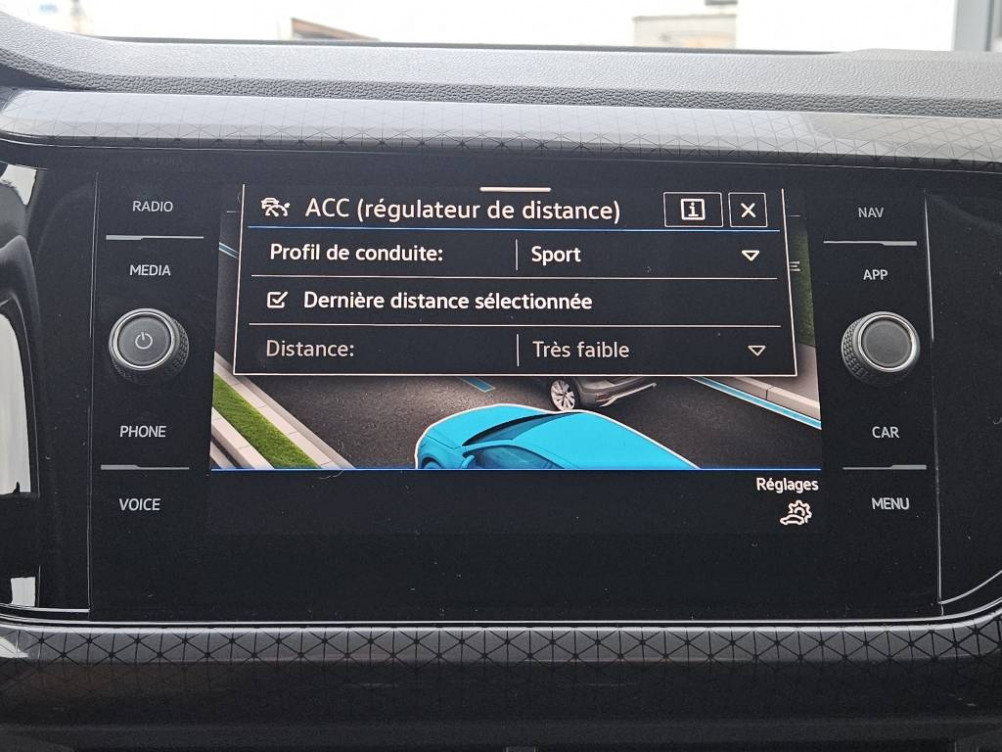 RADIO
MEDIA
PHONE
VOICE
ACC (régulateur de distance)
Profil de conduite: Sport
Dernière distance sélectionnée
Distance: Très faible
Réglages
NAV
APP
CAR
MENU